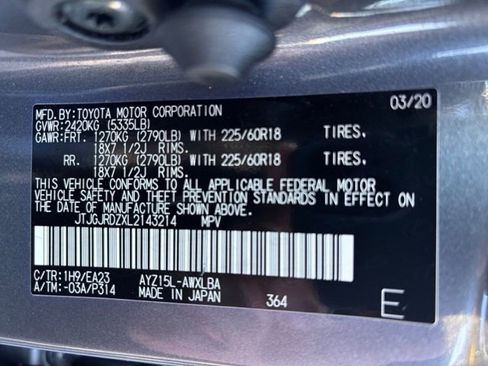 MFD. BY: TOYOTA MOTOR CORPORATION 03/20
GVWR: 2420KG (5335LB)
GAWR: FRT. 1270KG (2790LB) WITH 225/60R18 TIRES.
18X7 1/2J RIMS.
RR. 1270KG (2790LB) WITH 225/60R18 TIRES.
18X7 1/2J RIMS.
THIS VEHICLE CONFORMS TO ALL APPLICABLE FEDERAL MOTOR
VEHICLE SAFETY AND THEFT PREVENTION STANDARDS IN EFFECT ON
THE DATE OF MANUFACTURE SHOWN ABOVE.
JTJGJRDZXL2143214 MPV
C/TR: 1H9/EA23 AYZ15L-AWXLBA
A/TM: -03A/P314 MADE IN JAPAN 364 E